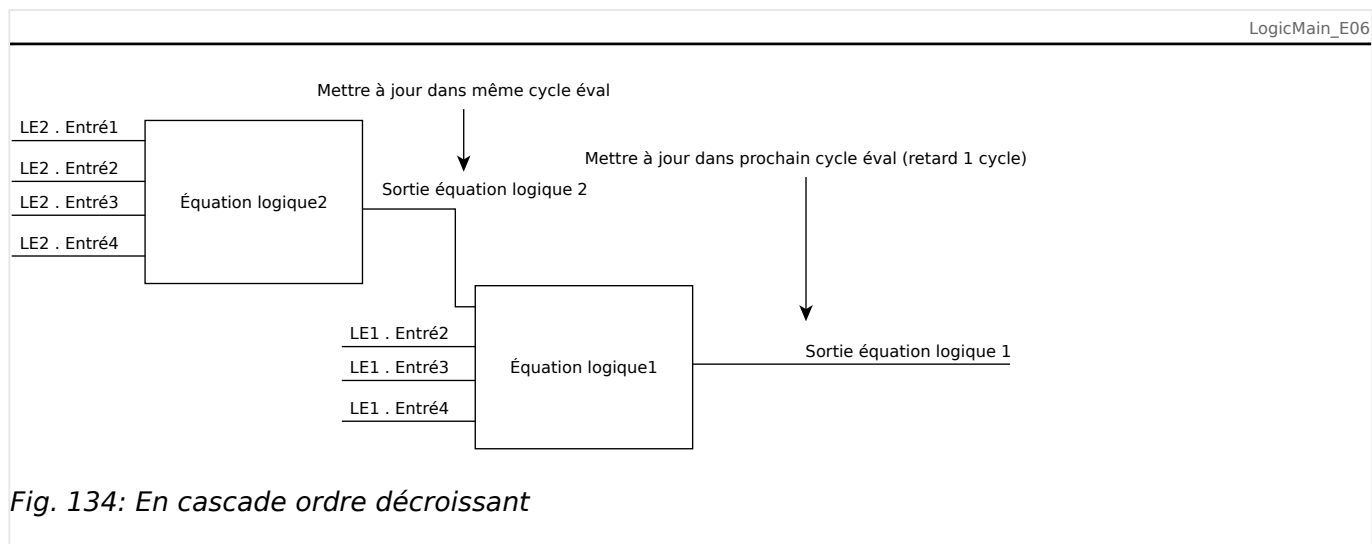 LogicMain_E06
Mettre à jour dans même cycle éval
LE2 . Entré1
Mettre à jour dans prochain cycle éval (retard 1 cycle)
LE2 . Entré2
Sortie équation logique 2
Équation logique2
LE2 . Entré3
LE2 . Entré4
LE1 . Entré2
Sortie équation logique 1
LE1 . Entré3
Équation logique1
LE1 . Entré4
Fig. 134: En cascade ordre décroissant